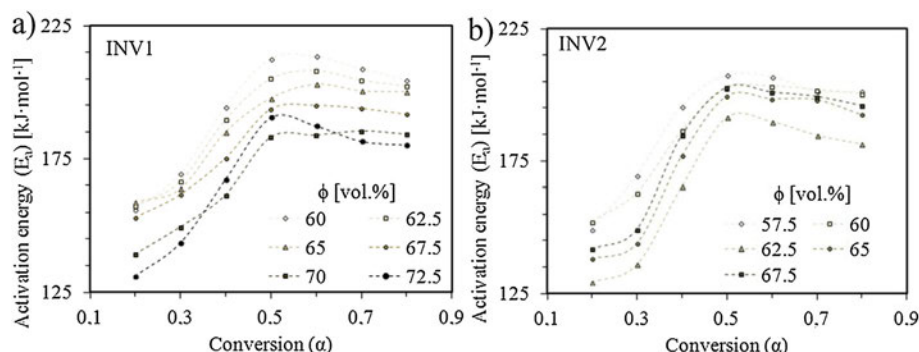 a)
INV1
Activation energy (Eₐ) [kJ·mol⁻¹]
225
175
125
ϕ [vol.%]
60 62.5
65 67.5
70 72.5
0.1 0.3 0.5 0.7 0.9
Conversion (α)
b)
INV2
Activation energy (Eₐ) [kJ·mol⁻¹]
225
175
125
ϕ [vol.%]
57.5 60
62.5 65
67.5
0.1 0.3 0.5 0.7 0.9
Conversion (α)